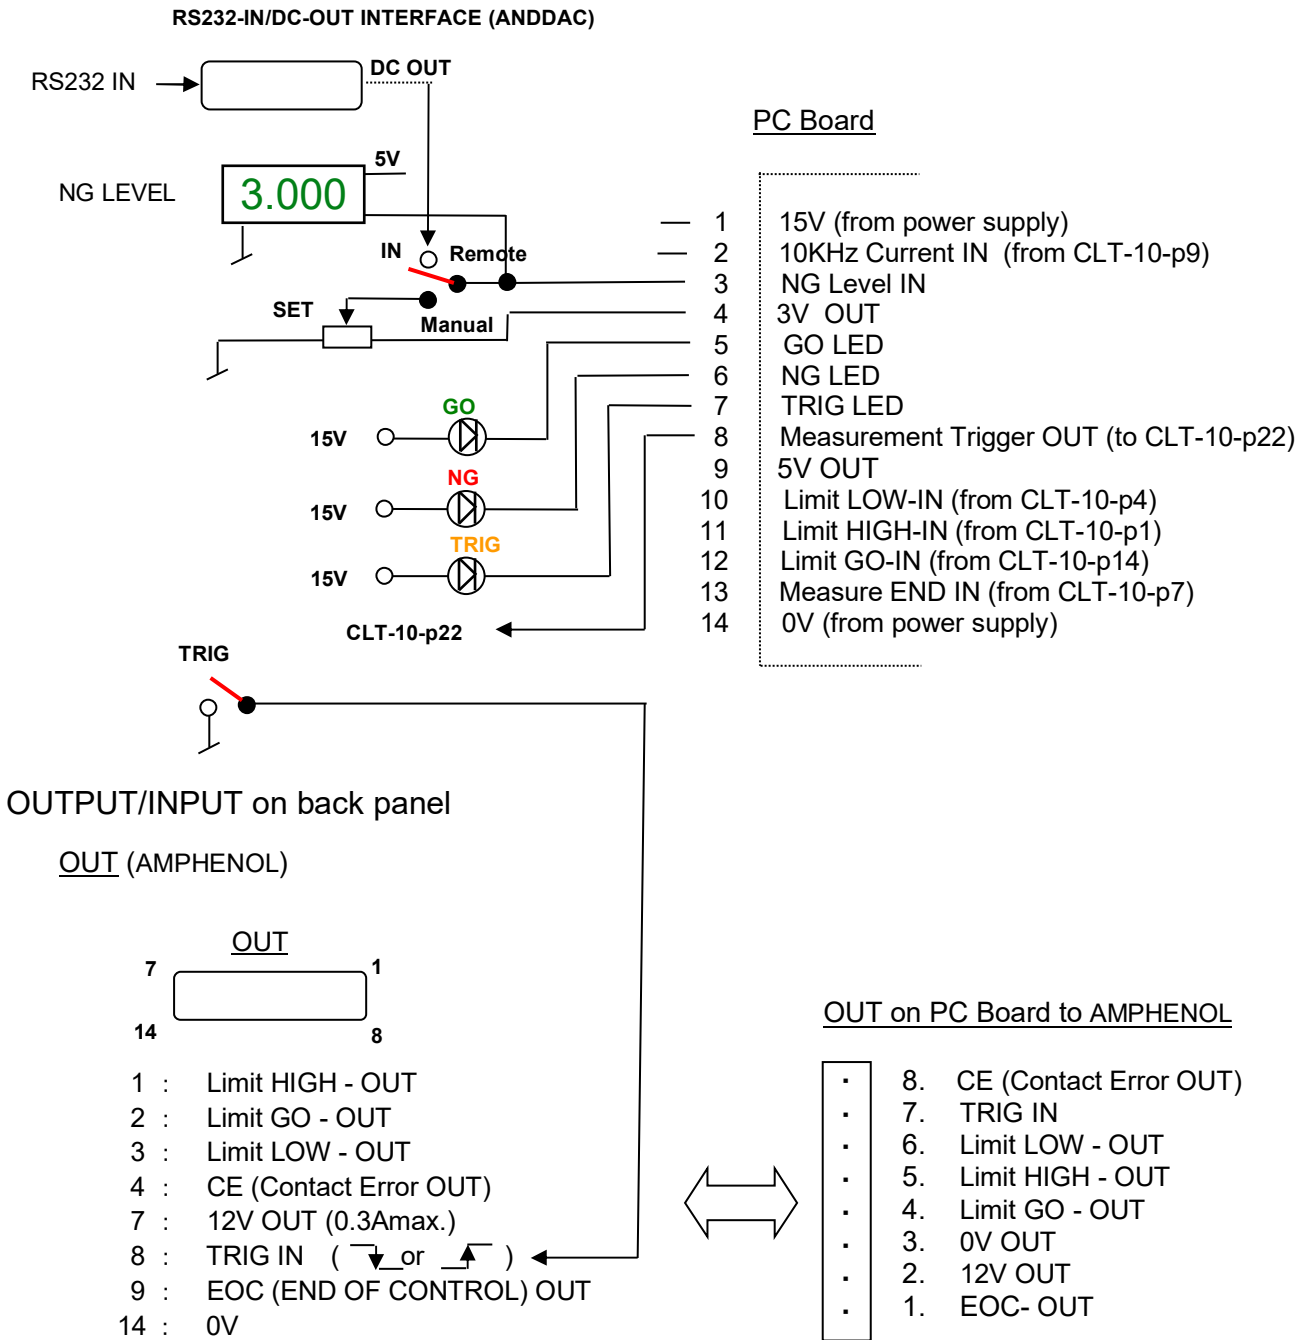 RS232-IN/DC-OUT INTERFACE (ANDDAC)
RS232 IN
DC OUT
PC Board
NG LEVEL
3.000
5V
IN
Remote
SET
Manual
1 15V (from power supply)
2 10KHz Current IN (from CLT-10-p9)
3 NG Level IN
4 3V OUT
5 GO LED
6 NG LED
7 TRIG LED
8 Measurement Trigger OUT (to CLT-10-p22)
9 5V OUT
10 Limit LOW-IN (from CLT-10-p4)
11 Limit HIGH-IN (from CLT-10-p1)
12 Limit GO-IN (from CLT-10-p14)
13 Measure END IN (from CLT-10-p7)
14 0V (from power supply)
GO
15V
NG
15V
TRIG
15V
CLT-10-p22
TRIG
OUTPUT/INPUT on back panel
OUT (AMPHENOL)
OUT
7 1
14 8
1 : Limit HIGH - OUT
2 : Limit GO - OUT
3 : Limit LOW - OUT
4 : CE (Contact Error OUT)
7 : 12V OUT (0.3Amax.)
8 : TRIG IN ( or )
9 : EOC (END OF CONTROL) OUT
14 : 0V
OUT on PC Board to AMPHENOL
8. CE (Contact Error OUT)
7. TRIG IN
6. Limit LOW - OUT
5. Limit HIGH - OUT
4. Limit GO - OUT
3. 0V OUT
2. 12V OUT
1. EOC- OUT